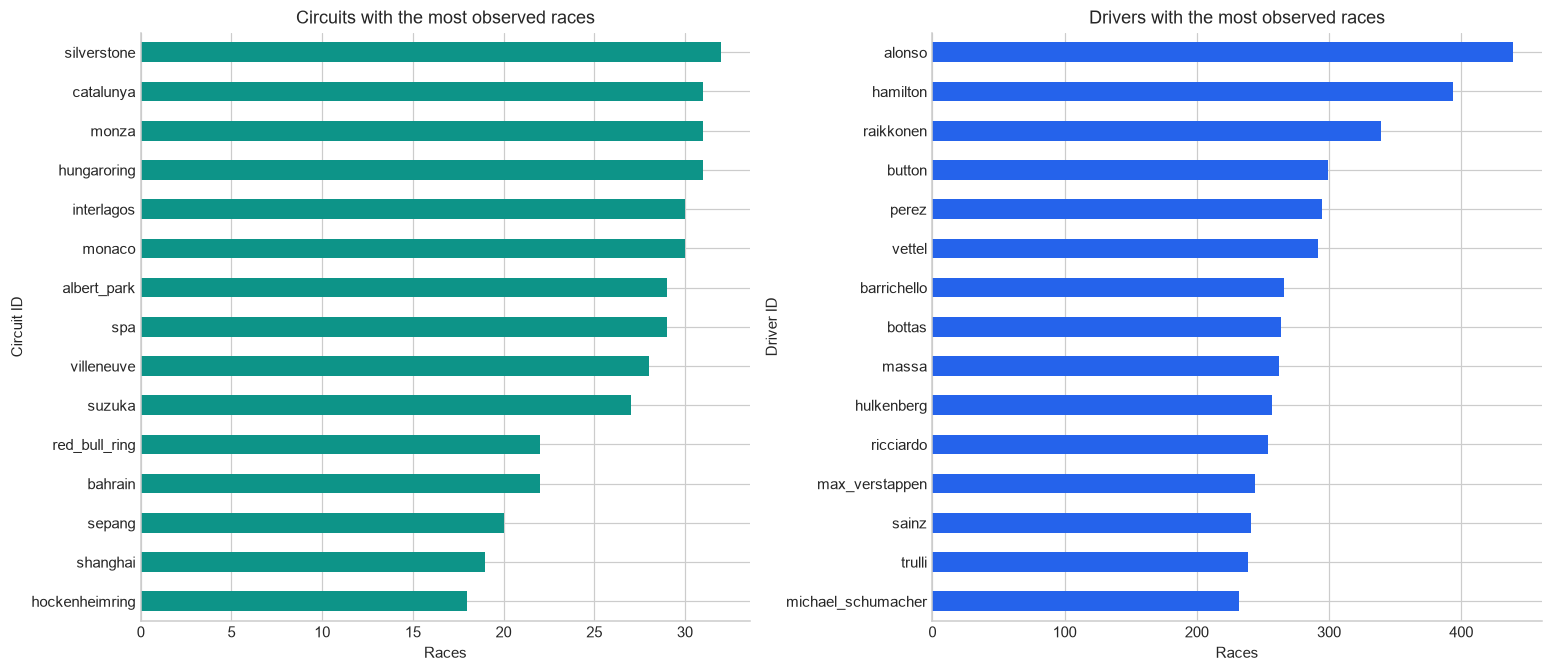 Circuits with the most observed races
Circuit ID
silverstone
catalunya
monza
hungaroring
interlagos
monaco
albert_park
spa
villeneuve
suzuka
red_bull_ring
bahrain
sepang
shanghai
hockenheimring
0 5 10 15 20 25 30
Races
Drivers with the most observed races
Driver ID
alonso
hamilton
raikkonen
button
perez
vettel
barrichello
bottas
massa
hulkenberg
ricciardo
max_verstappen
sainz
trulli
michael_schumacher
0 100 200 300 400
Races